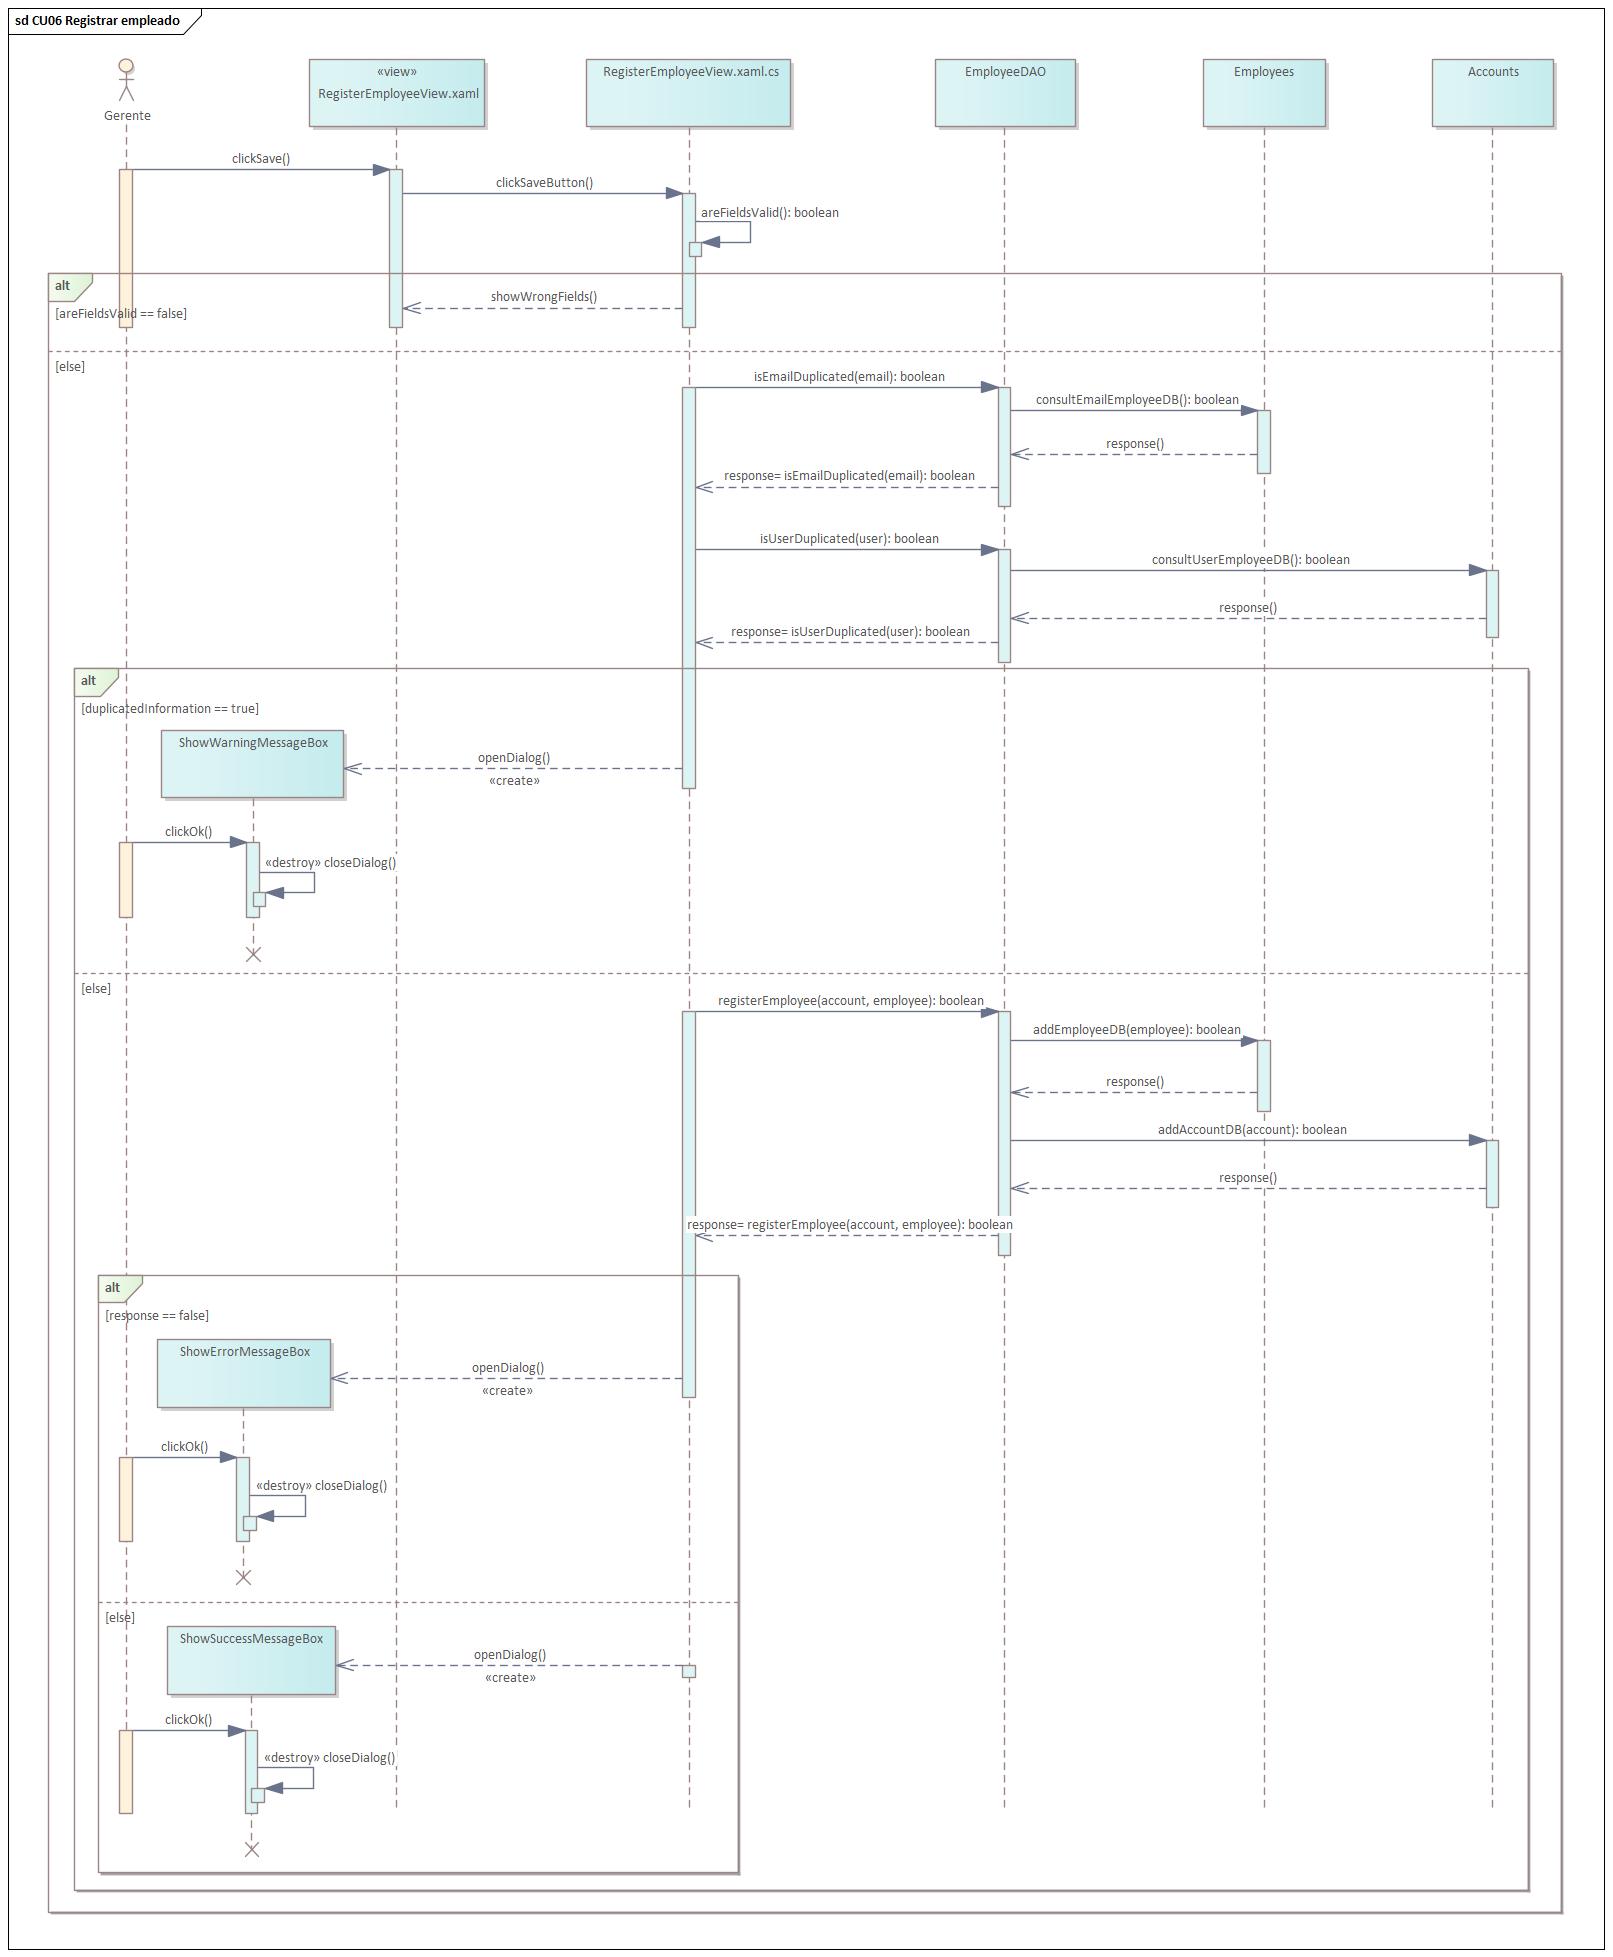 sd CU06 Registrar empleado
Gerente
«view»
RegisterEmployeeView.xaml
RegisterEmployeeView.xaml.cs
EmployeeDAO
Employees
Accounts
clickSave()
clickSaveButton()
areFieldsValid(): boolean
alt
[areFieldsValid == false]
showWrongFields()
[else]
isEmailDuplicated(email): boolean
consultEmailEmployeeDB(): boolean
response()
response= isEmailDuplicated(email): boolean
isUserDuplicated(user): boolean
consultUserEmployeeDB(): boolean
response()
response= isUserDuplicated(user): boolean
alt
[duplicatedInformation == true]
ShowWarningMessageBox
openDialog()
«create»
clickOk()
«destroy» closeDialog()
[else]
registerEmployee(account, employee): boolean
addEmployeeDB(employee): boolean
response()
addAccountDB(account): boolean
response()
response= registerEmployee(account, employee): boolean
alt
[response == false]
ShowErrorMessageBox
openDialog()
«create»
clickOk()
«destroy» closeDialog()
[else]
ShowSuccessMessageBox
openDialog()
«create»
clickOk()
«destroy» closeDialog()